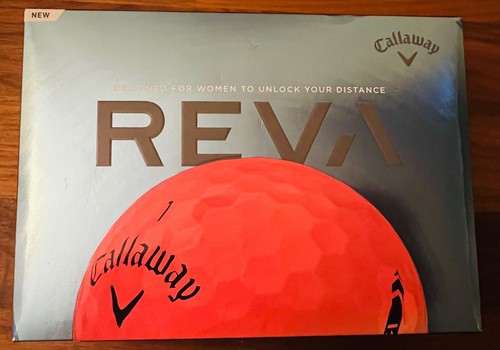 NEW
Callaway
DESIGNED FOR WOMEN TO UNLOCK YOUR DISTANCE
REVA
1
Callaway